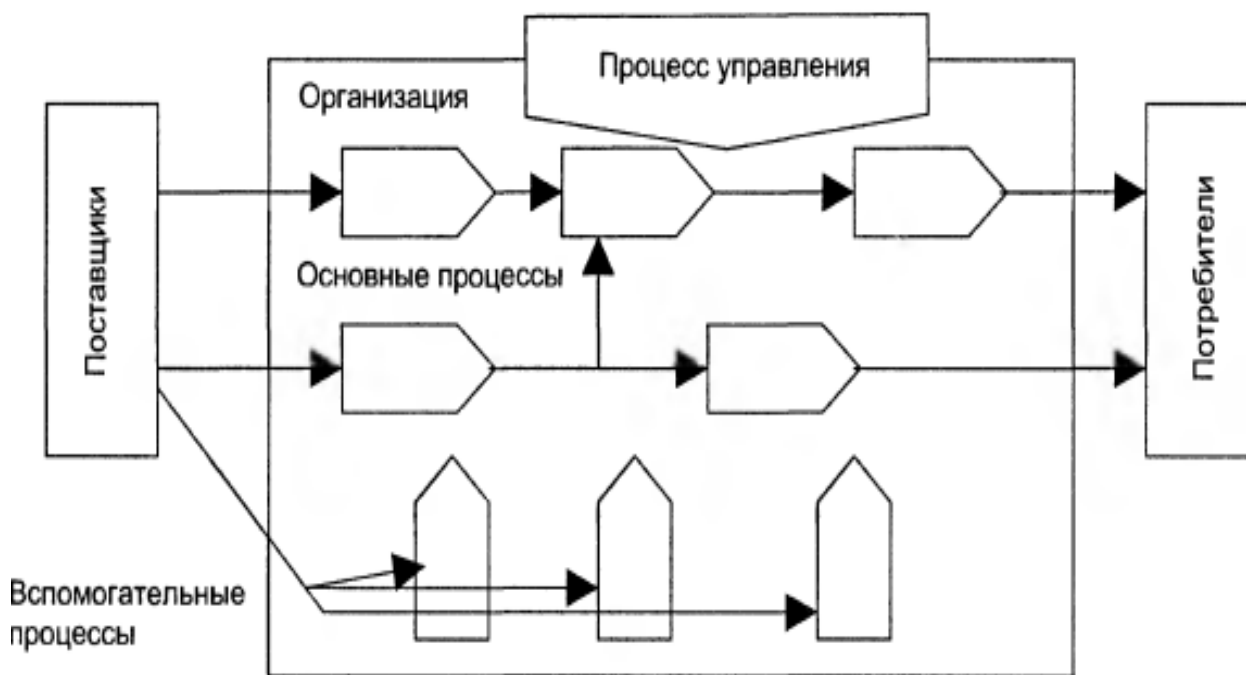 Процесс управления
Организация
Поставщики
Основные процессы
Потребители
Вспомогательные
процессы